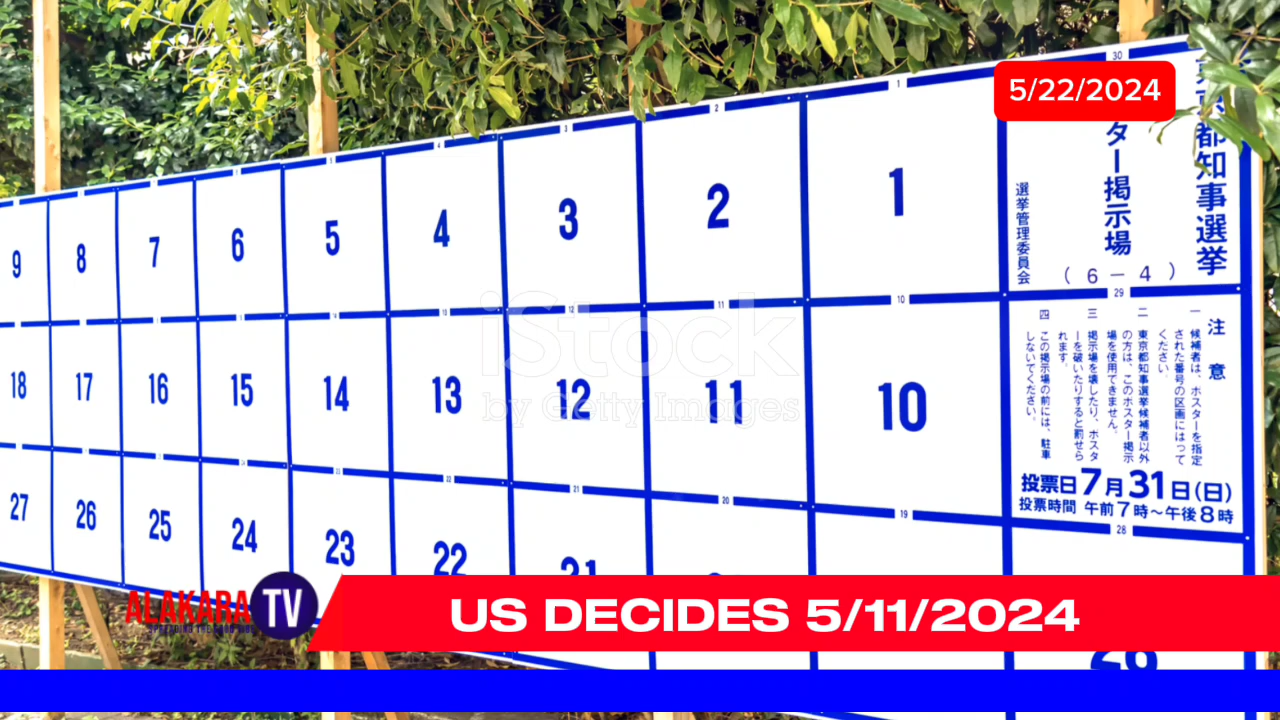 5/22/2024
30
東京都知事選挙
ター掲示場
選挙管理委員会
(6-4)
29
注意
一 候補者は、ポスターを指定
された番号の区画にはって
ください。
二 東京都知事選挙候補者以外
の方は、このポスター掲示
場を使用できません。
三 掲示場を壊したり、ポスタ
ーを破いたりすると罰せら
れます。
四 この掲示場の前には、駐車
しないでください。
投票日7月31日(日)
投票時間 午前7時~午後8時
28
9 8 7 6 5 4 3 2 1
18 17 16 15 14 13 12 11 10
27 26 25 24 23 22 21
iStock
by Getty Images
ALAKARA TV
US DECIDES 5/11/2024